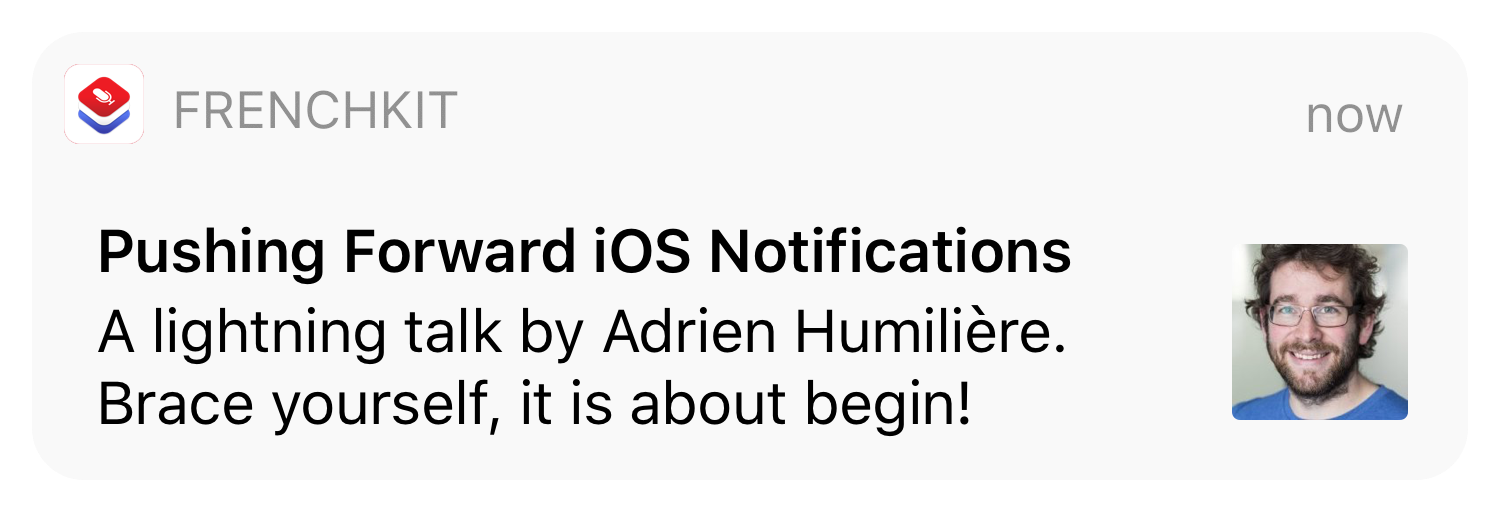 FRENCHKIT
now
Pushing Forward iOS Notifications
A lightning talk by Adrien Humilière.
Brace yourself, it is about begin!